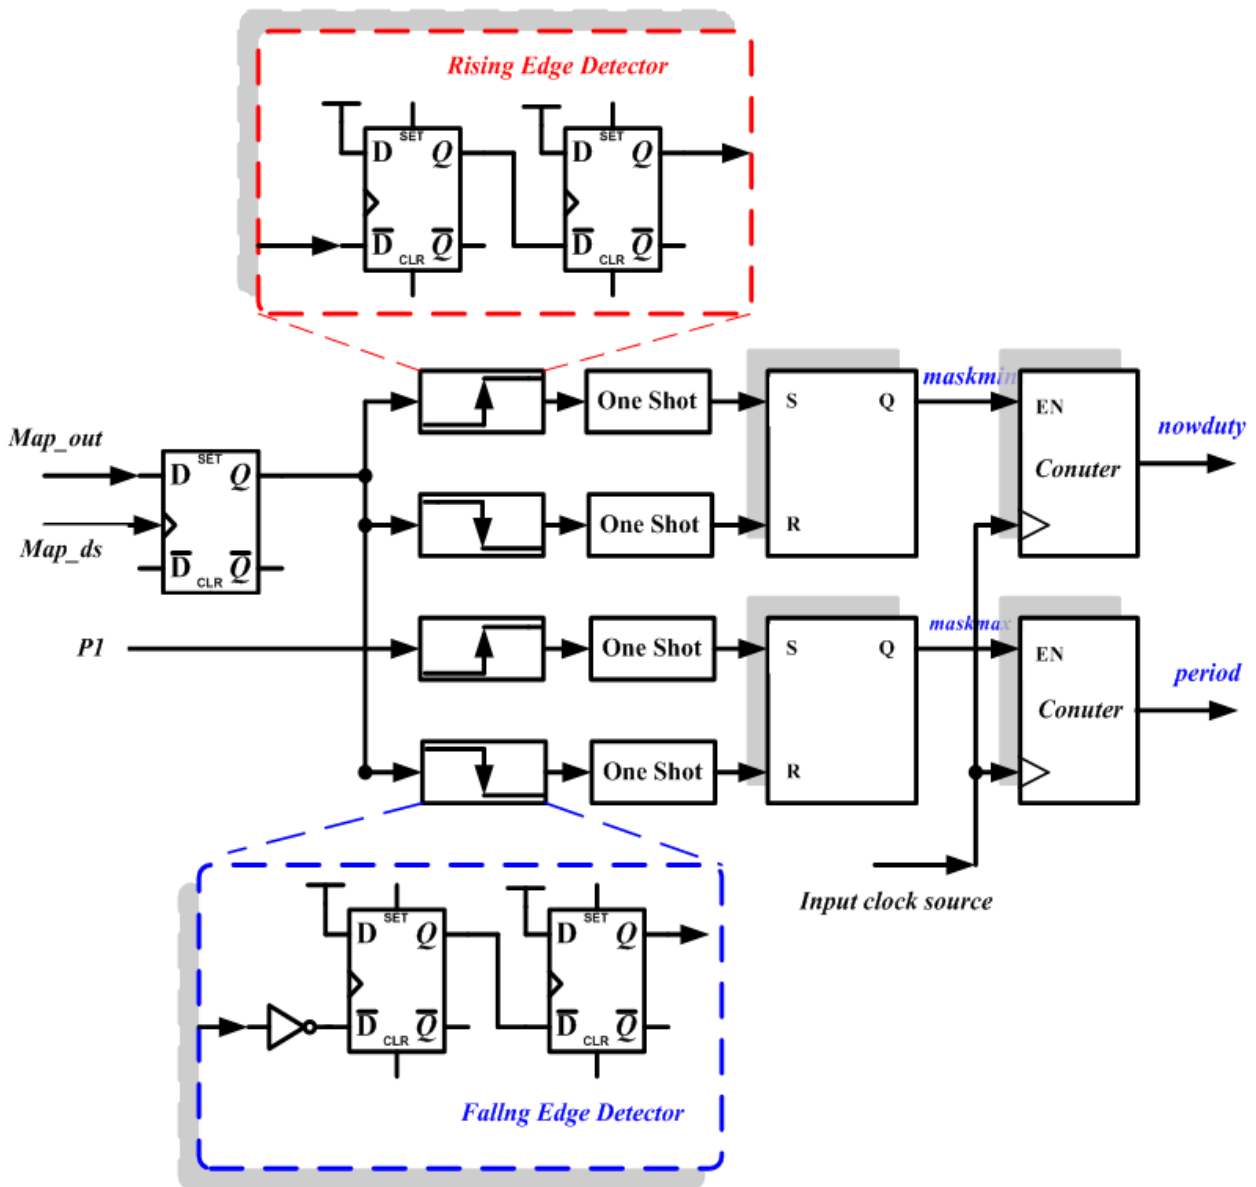 Rising Edge Detector
SET
D Q
D̅ Q̅
CLR
SET
D Q
D̅ Q̅
CLR
Map_out
Map_ds
SET
D Q
D̅ Q̅
CLR
One Shot
One Shot
S Q
R
maskmin
EN
Conuter
nowduty
P1
One Shot
One Shot
S Q
R
maskmax
EN
Conuter
period
Input clock source
SET
D Q
D̅ Q̅
CLR
SET
D Q
D̅ Q̅
CLR
Fallng Edge Detector